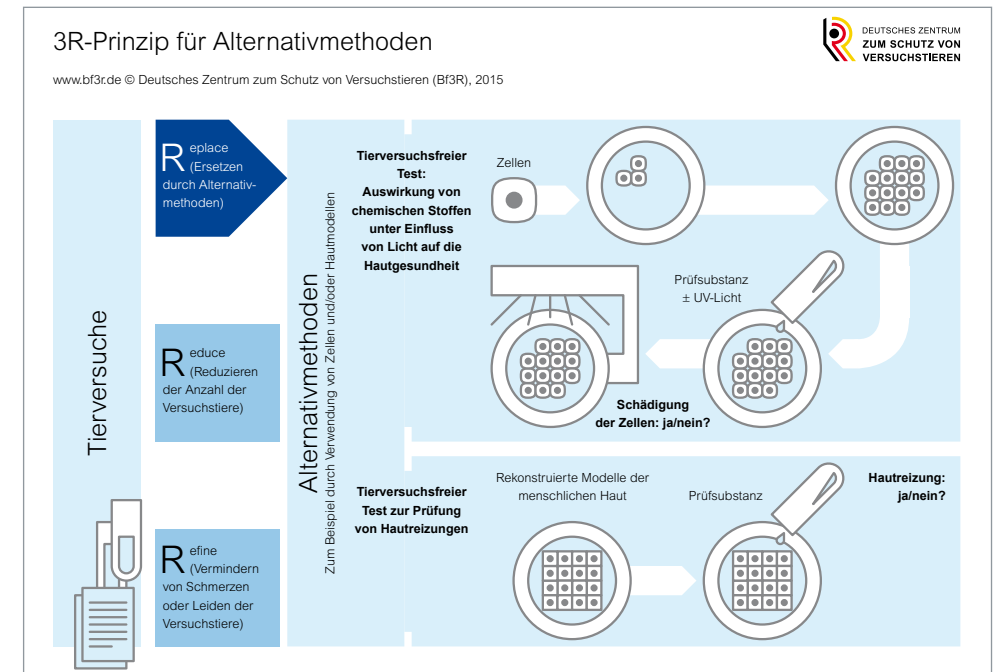 3R-Prinzip für Alternativmethoden
DEUTSCHES ZENTRUM
ZUM SCHUTZ VON
VERSUCHSTIEREN
www.bf3r.de © Deutsches Zentrum zum Schutz von Versuchstieren (Bf3R), 2015
Tierversuche
Replace
(Ersetzen
durch Alternativ-
methoden)
Reduce
(Reduzieren
der Anzahl der
Versuchstiere)
Refine
(Vermindern
von Schmerzen
oder Leiden der
Versuchstiere)
Alternativmethoden
Zum Beispiel durch Verwendung von Zellen und/oder Hautmodellen
Tierversuchsfreier
Test:
Auswirkung von
chemischen Stoffen
unter Einfluss
von Licht auf die
Hautgesundheit
Zellen
Prüfsubstanz
± UV-Licht
Schädigung
der Zellen: ja/nein?
Tierversuchsfreier
Test zur Prüfung
von Hautreizungen
Rekonstruierte Modelle der
menschlichen Haut
Prüfsubstanz
Hautreizung:
ja/nein?